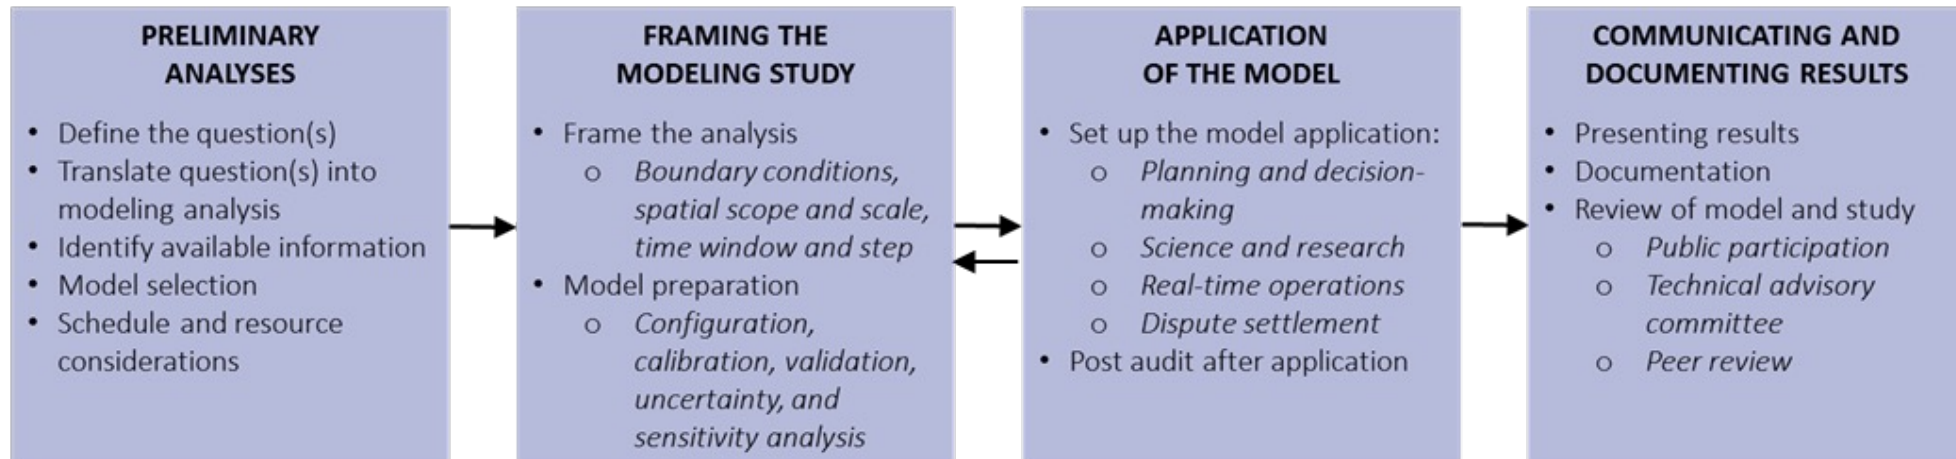 PRELIMINARY
ANALYSES
• Define the question(s)
• Translate question(s) into
modeling analysis
• Identify available information
• Model selection
• Schedule and resource
considerations
FRAMING THE
MODELING STUDY
• Frame the analysis
o Boundary conditions,
spatial scope and scale,
time window and step
• Model preparation
o Configuration,
calibration, validation,
uncertainty, and
sensitivity analysis
APPLICATION
OF THE MODEL
• Set up the model application:
o Planning and decision-
making
o Science and research
o Real-time operations
o Dispute settlement
• Post audit after application
COMMUNICATING AND
DOCUMENTING RESULTS
• Presenting results
• Documentation
• Review of model and study
o Public participation
o Technical advisory
committee
o Peer review